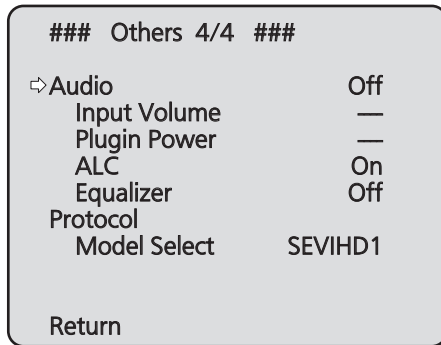 ### Others 4/4 ###
⇨Audio Off
Input Volume —
Plugin Power —
ALC On
Equalizer Off
Protocol
Model Select SEVIHD1
Return